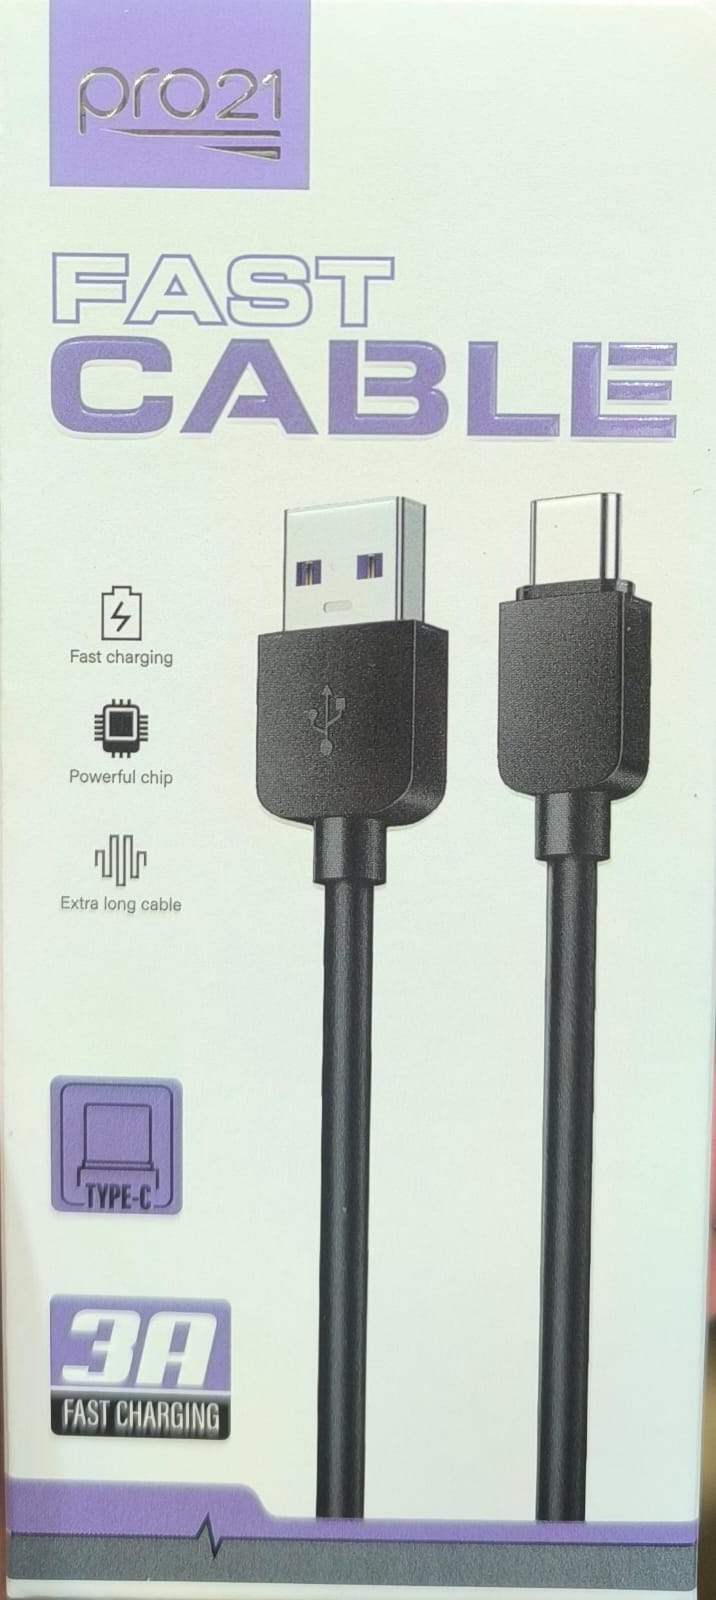 pro21
FAST
CABLE
Fast charging
Powerful chip
Extra long cable
TYPE-C
3A
FAST CHARGING